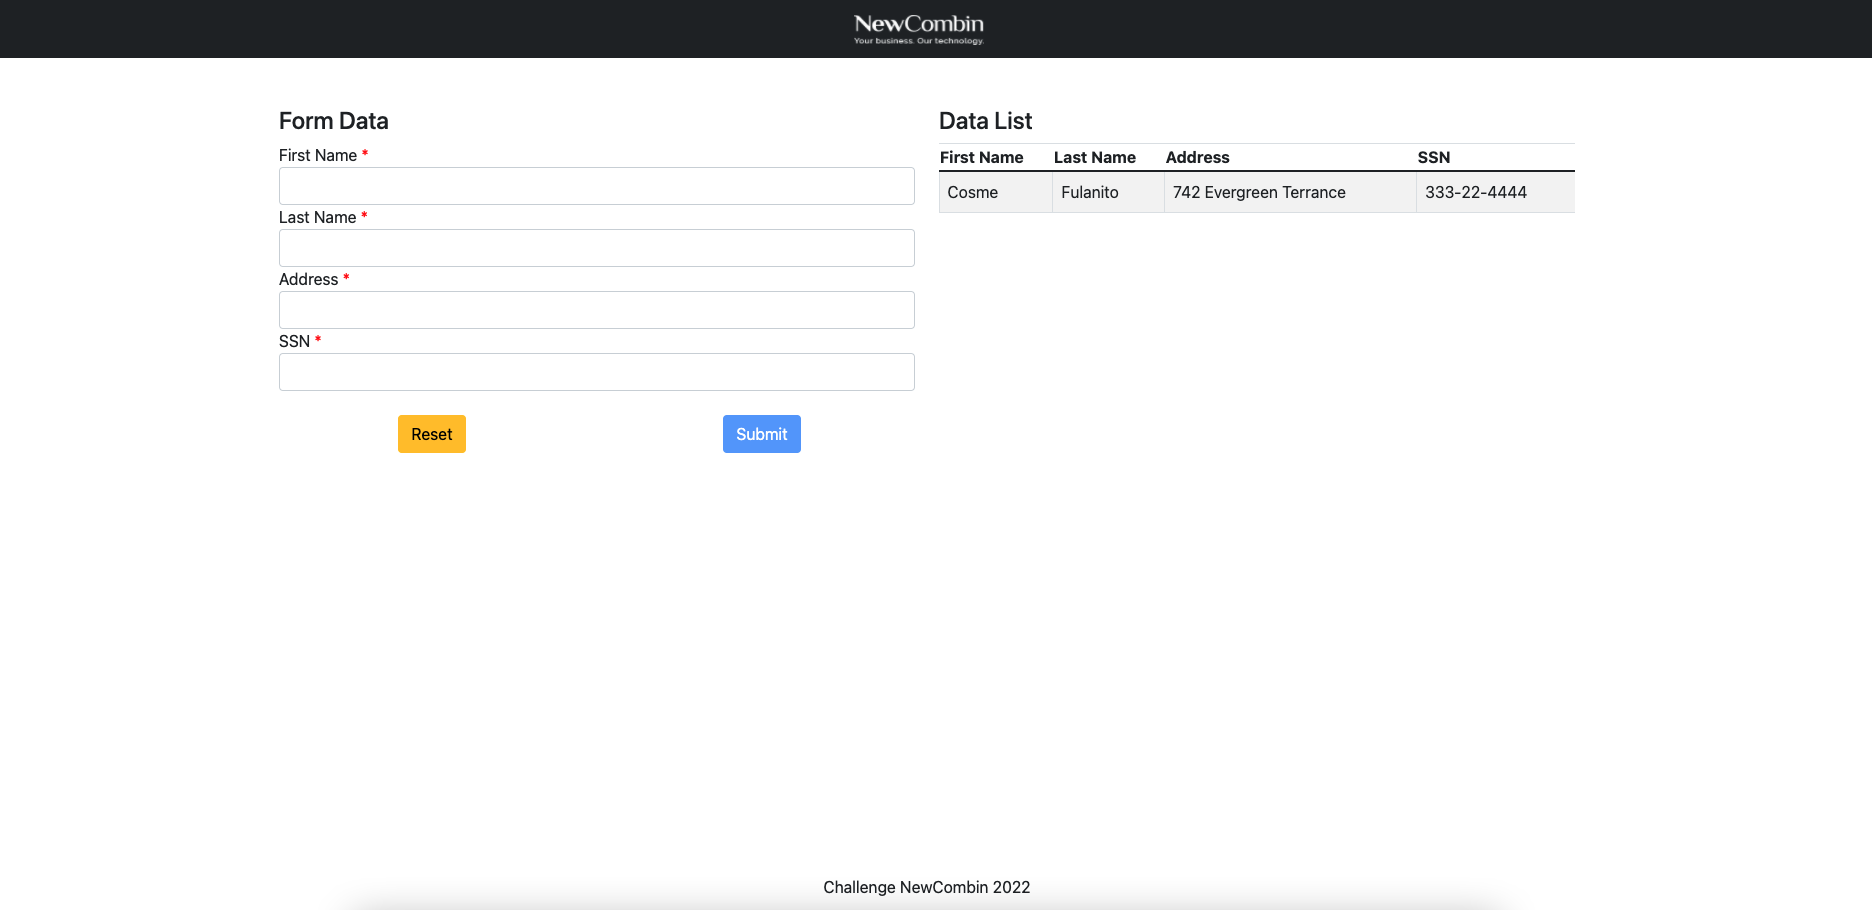 NewCombin
Your business. Our technology.
Form Data
First Name *
Last Name *
Address *
SSN *
Reset Submit
Data List
First Name Last Name Address SSN
Cosme Fulanito 742 Evergreen Terrance 333-22-4444
Challenge NewCombin 2022